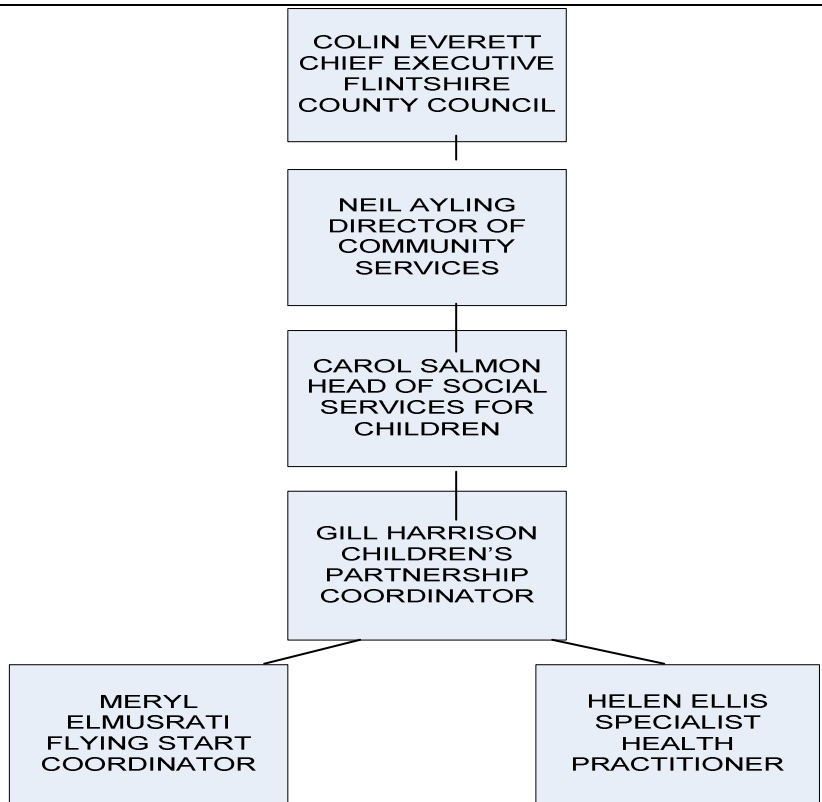 COLIN EVERETT
CHIEF EXECUTIVE
FLINTSHIRE
COUNTY COUNCIL
NEIL AYLING
DIRECTOR OF
COMMUNITY
SERVICES
CAROL SALMON
HEAD OF SOCIAL
SERVICES FOR
CHILDREN
GILL HARRISON
CHILDREN’S
PARTNERSHIP
COORDINATOR
MERYL
ELMUSRATI
FLYING START
COORDINATOR
HELEN ELLIS
SPECIALIST
HEALTH
PRACTITIONER